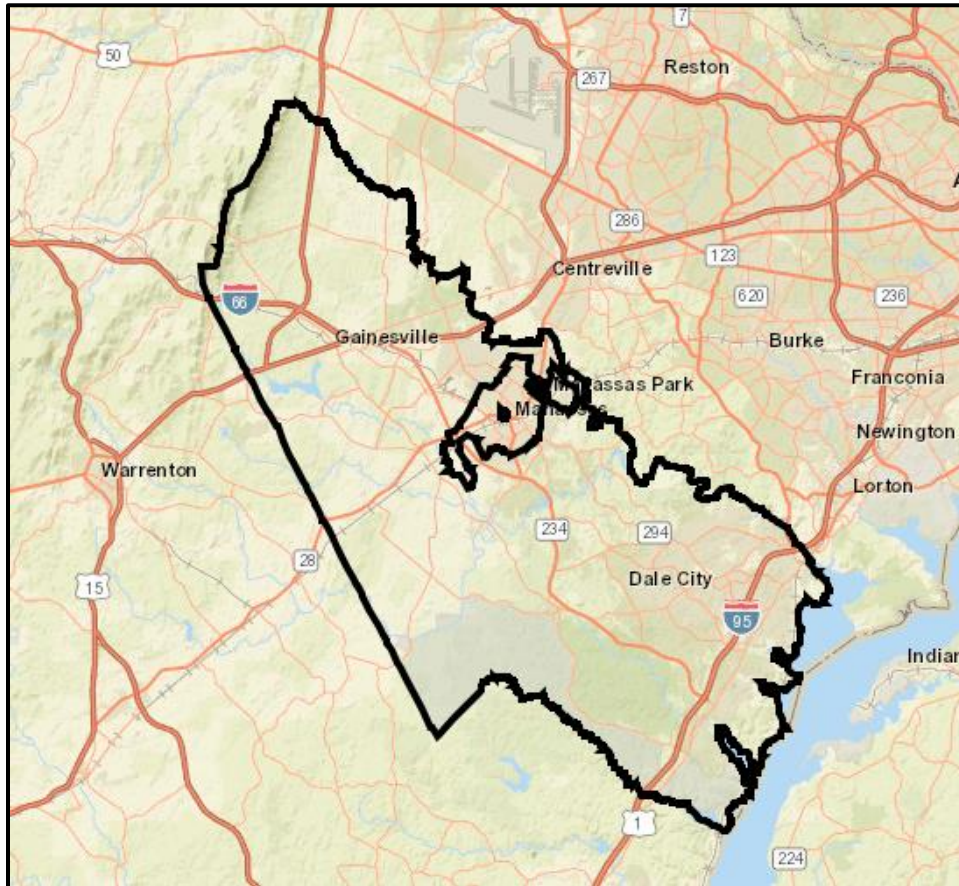 7
50
Reston
267
286
Centreville
123
66
620
236
Gainesville
Burke
Franconia
Manassas Park
Manassas
Newington
Warrenton
Lorton
234
294
28
Dale City
15
95
Indian
1
224